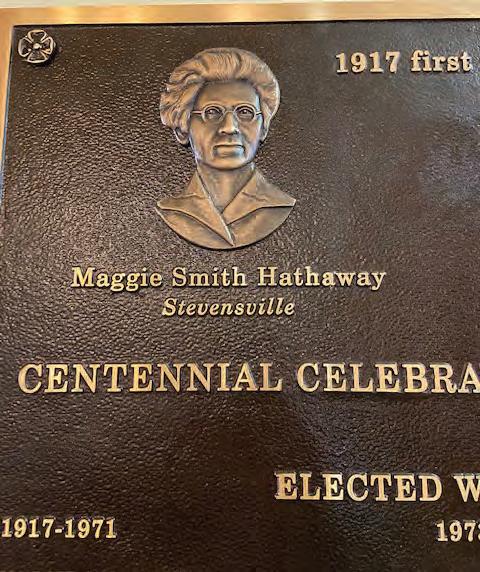 1917 first
Maggie Smith Hathaway
Stevensville
CENTENNIAL CELEBRA
ELECTED W
1917-1971 197